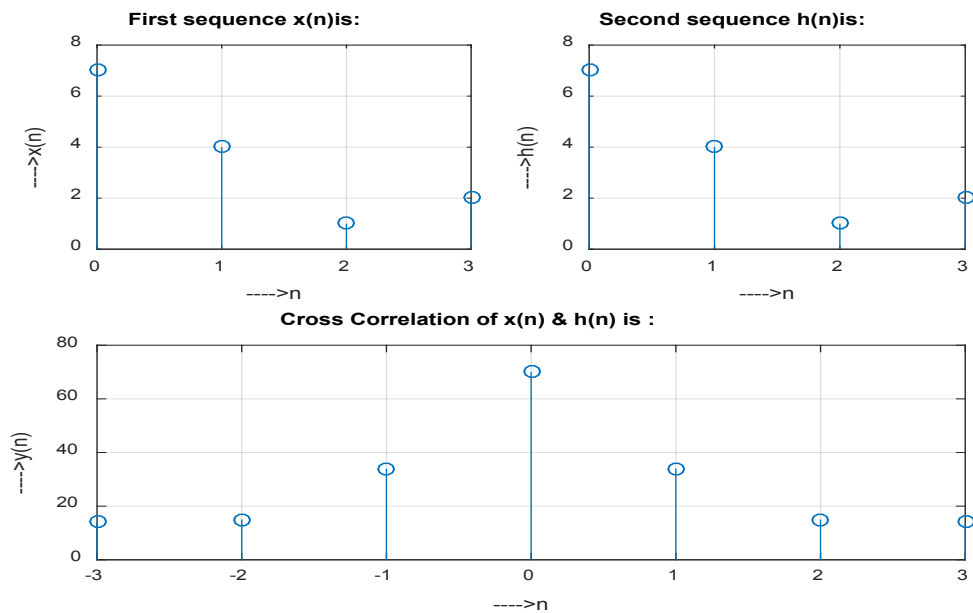 First sequence x(n)is:
8
6
4
2
0
---->x(n)
0 1 2 3
---->n
Second sequence h(n)is:
8
6
4
2
0
---->h(n)
0 1 2 3
---->n
Cross Correlation of x(n) & h(n) is :
80
60
40
20
0
---->y(n)
-3 -2 -1 0 1 2 3
---->n